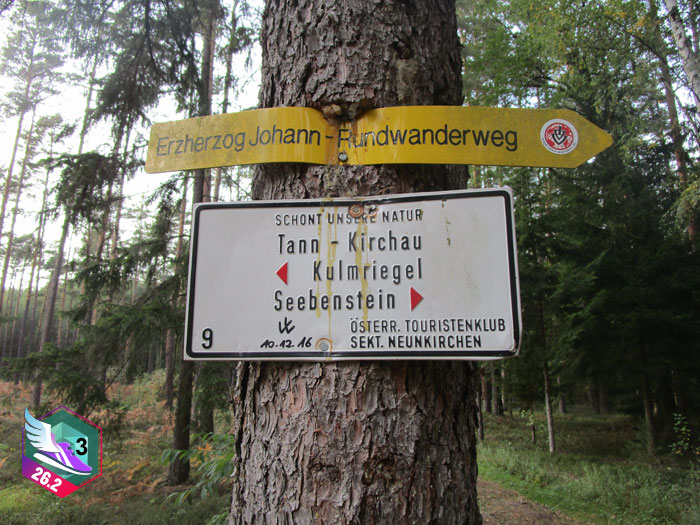 Erzherzog Johann - Rundwanderweg
SCHONT UNSERE NATUR
Tann - Kirchau
Kulmriegel
Seebenstein
9
10.12.16
ÖSTERR. TOURISTENKLUB
SEKT. NEUNKIRCHEN
.3
26.2